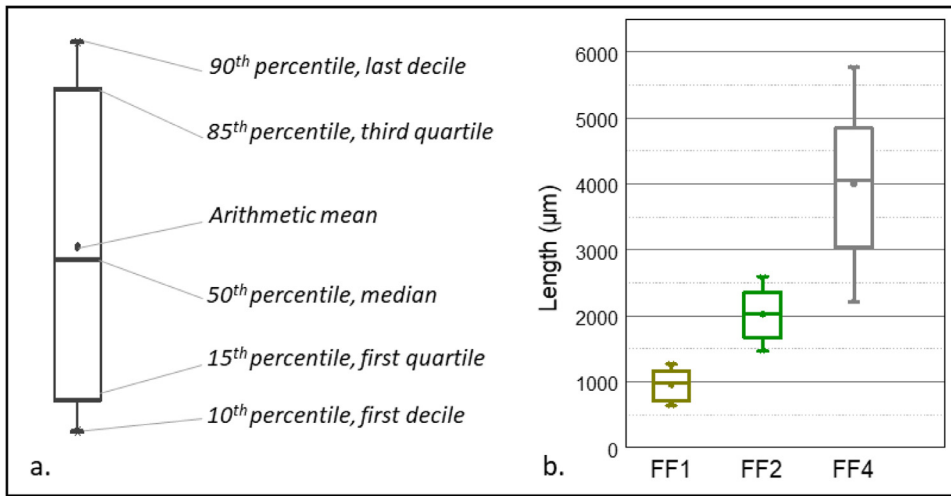 90th percentile, last decile
85th percentile, third quartile
Arithmetic mean
50th percentile, median
15th percentile, first quartile
10th percentile, first decile
a.
Length (µm)
6000
5000
4000
3000
2000
1000
0
b.
FF1 FF2 FF4